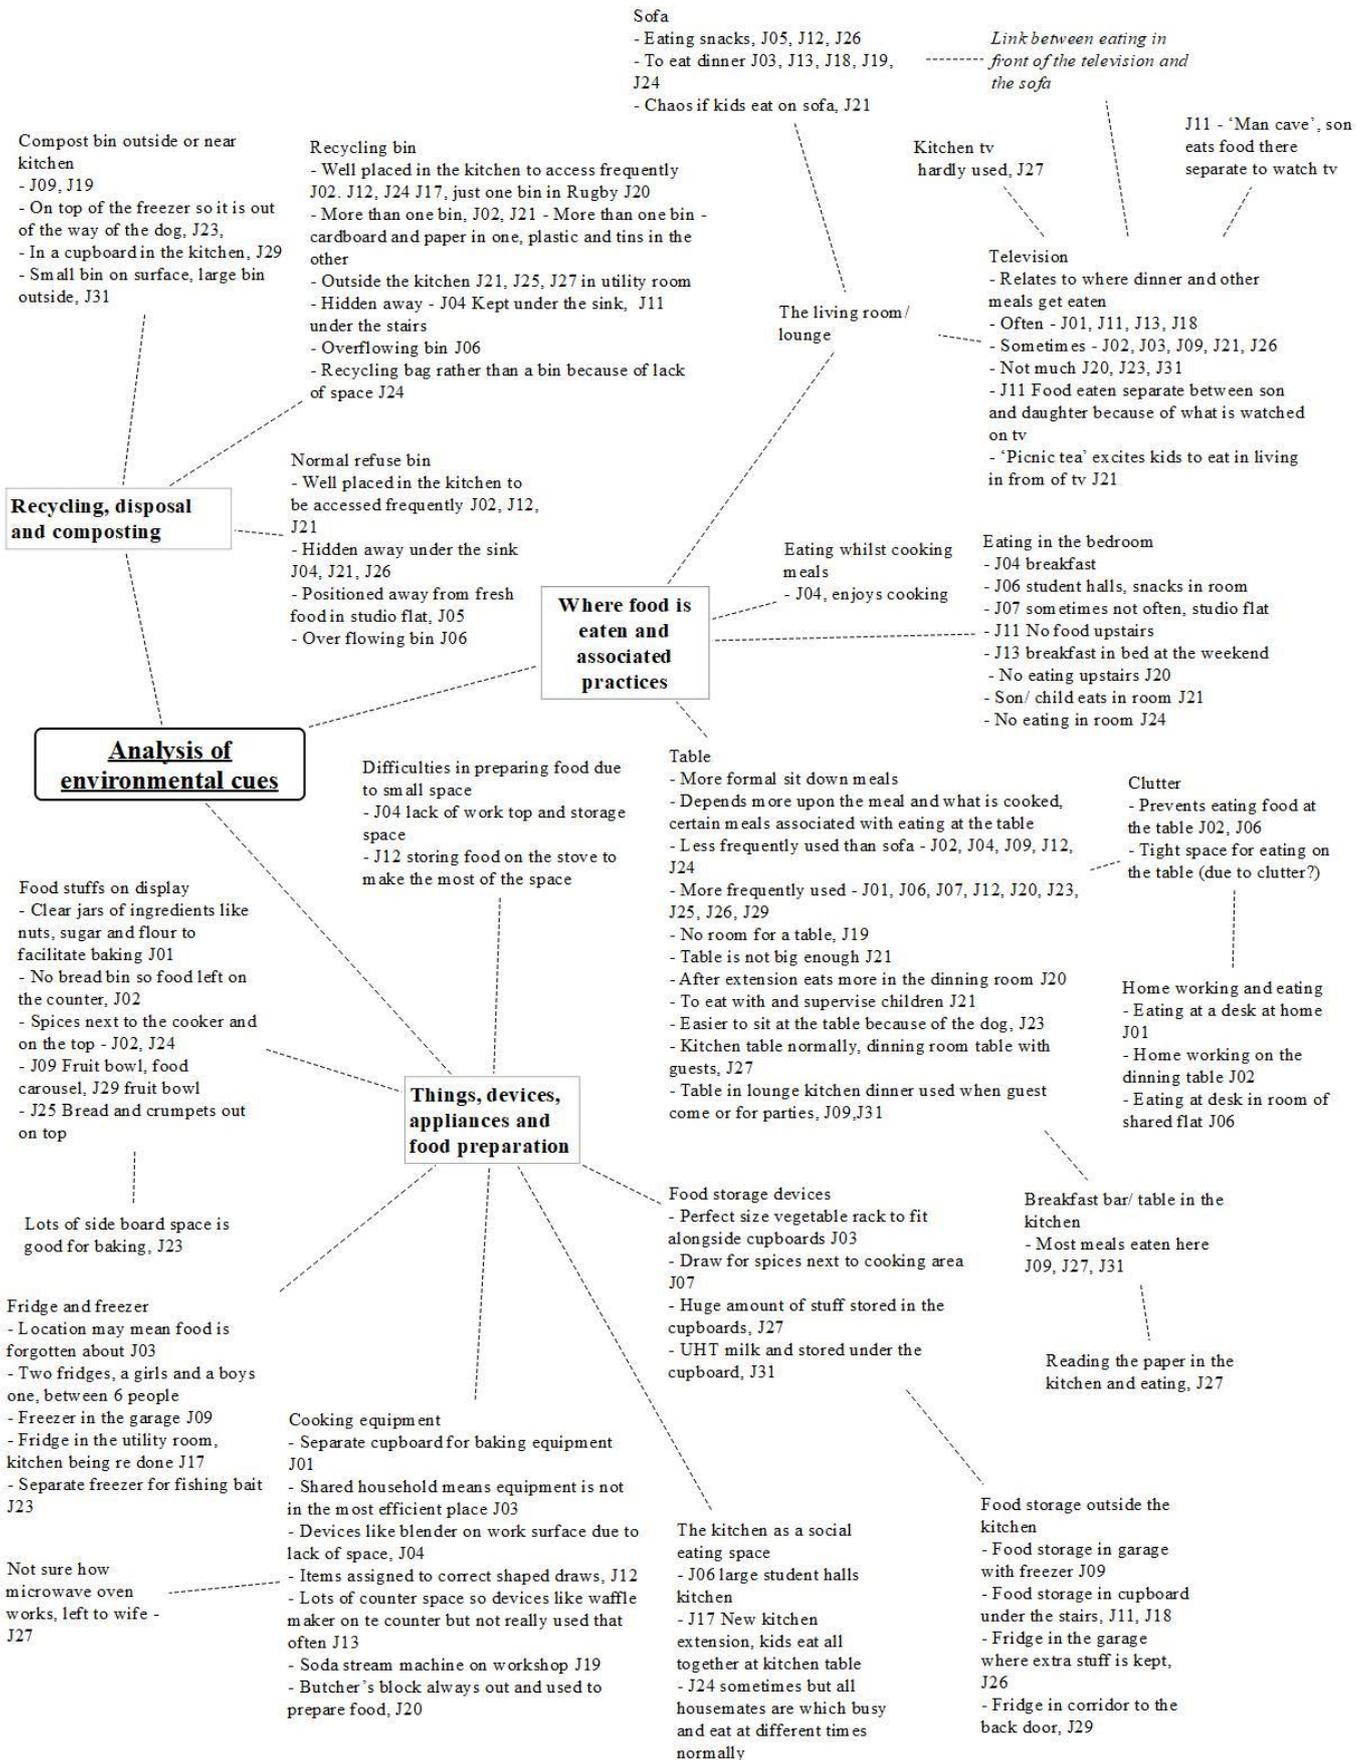 Sofa
- Eating snacks, J05, J12, J26
- To eat dinner J03, J13, J18, J19,
J24
- Chaos if kids eat on sofa, J21
Link between eating in
front of the television and
the sofa
J11 - ‘Man cave’, son
eats food there
separate to watch tv
Kitchen tv
hardly used, J27
Compost bin outside or near
kitchen
- J09, J19
- On top of the freezer so it is out
of the way of the dog, J23,
- In a cupboard in the kitchen, J29
- Small bin on surface, large bin
outside, J31
Recycling bin
- Well placed in the kitchen to access frequently
J02. J12, J24 J17, just one bin in Rugby J20
- More than one bin, J02, J21 - More than one bin -
cardboard and paper in one, plastic and tins in the
other
- Outside the kitchen J21, J25, J27 in utility room
- Hidden away - J04 Kept under the sink, J11
under the stairs
- Overflowing bin J06
- Recycling bag rather than a bin because of lack
of space J24
The living room/
lounge
Television
- Relates to where dinner and other
meals get eaten
- Often - J01, J11, J13, J18
- Sometimes - J02, J03, J09, J21, J26
- Not much J20, J23, J31
- J11 Food eaten separate between son
and daughter because of what is watched
on tv
- ‘Picnic tea’ excites kids to eat in living
in from of tv J21
Recycling, disposal
and composting
Normal refuse bin
- Well placed in the kitchen to
be accessed frequently J02, J12,
J21
- Hidden away under the sink
J04, J21, J26
- Positioned away from fresh
food in studio flat, J05
- Over flowing bin J06
Where food is
eaten and
associated
practices
Eating whilst cooking
meals
- J04, enjoys cooking
Eating in the bedroom
- J04 breakfast
- J06 student halls, snacks in room
- J07 sometimes not often, studio flat
- J11 No food upstairs
- J13 breakfast in bed at the weekend
- No eating upstairs J20
- Son/ child eats in room J21
- No eating in room J24
Analysis of
environmental cues
Difficulties in preparing food due
to small space
- J04 lack of work top and storage
space
- J12 storing food on the stove to
make the most of the space
Table
- More formal sit down meals
- Depends more upon the meal and what is cooked,
certain meals associated with eating at the table
- Less frequently used than sofa - J02, J04, J09, J12,
J24
- More frequently used - J01, J06, J07, J12, J20, J23,
J25, J26, J29
- No room for a table, J19
- Table is not big enough J21
- After extension eats more in the dinning room J20
- To eat with and supervise children J21
- Easier to sit at the table because of the dog, J23
- Kitchen table normally, dinning room table with
guests, J27
- Table in lounge kitchen dinner used when guest
come or for parties, J09,J31
Clutter
- Prevents eating food at
the table J02, J06
- Tight space for eating on
the table (due to clutter?)
Home working and eating
- Eating at a desk at home
J01
- Home working on the
dinning table J02
- Eating at desk in room of
shared flat J06
Food stuffs on display
- Clear jars of ingredients like
nuts, sugar and flour to
facilitate baking J01
- No bread bin so food left on
the counter, J02
- Spices next to the cooker and
on the top - J02, J24
- J09 Fruit bowl, food
carousel, J29 fruit bowl
- J25 Bread and crumpets out
on top
Things, devices,
appliances and
food preparation
Lots of side board space is
good for baking, J23
Food storage devices
- Perfect size vegetable rack to fit
alongside cupboards J03
- Draw for spices next to cooking area
J07
- Huge amount of stuff stored in the
cupboards, J27
- UHT milk and stored under the
cupboard, J31
Breakfast bar/ table in the
kitchen
- Most meals eaten here
J09, J27, J31
Reading the paper in the
kitchen and eating, J27
Fridge and freezer
- Location may mean food is
forgotten about J03
- Two fridges, a girls and a boys
one, between 6 people
- Freezer in the garage J09
- Fridge in the utility room,
kitchen being re done J17
- Separate freezer for fishing bait
J23
Not sure how
microwave oven
works, left to wife -
J27
Cooking equipment
- Separate cupboard for baking equipment
J01
- Shared household means equipment is not
in the most efficient place J03
- Devices like blender on work surface due to
lack of space, J04
- Items assigned to correct shaped draws, J12
- Lots of counter space so devices like waffle
maker on te counter but not really used that
often J13
- Soda stream machine on workshop J19
- Butcher’s block always out and used to
prepare food, J20
The kitchen as a social
eating space
- J06 large student halls
kitchen
- J17 New kitchen
extension, kids eat all
together at kitchen table
- J24 sometimes but all
housemates are which busy
and eat at different times
normally
Food storage outside the
kitchen
- Food storage in garage
with freezer J09
- Food storage in cupboard
under the stairs, J11, J18
- Fridge in the garage
where extra stuff is kept,
J26
- Fridge in corridor to the
back door, J29